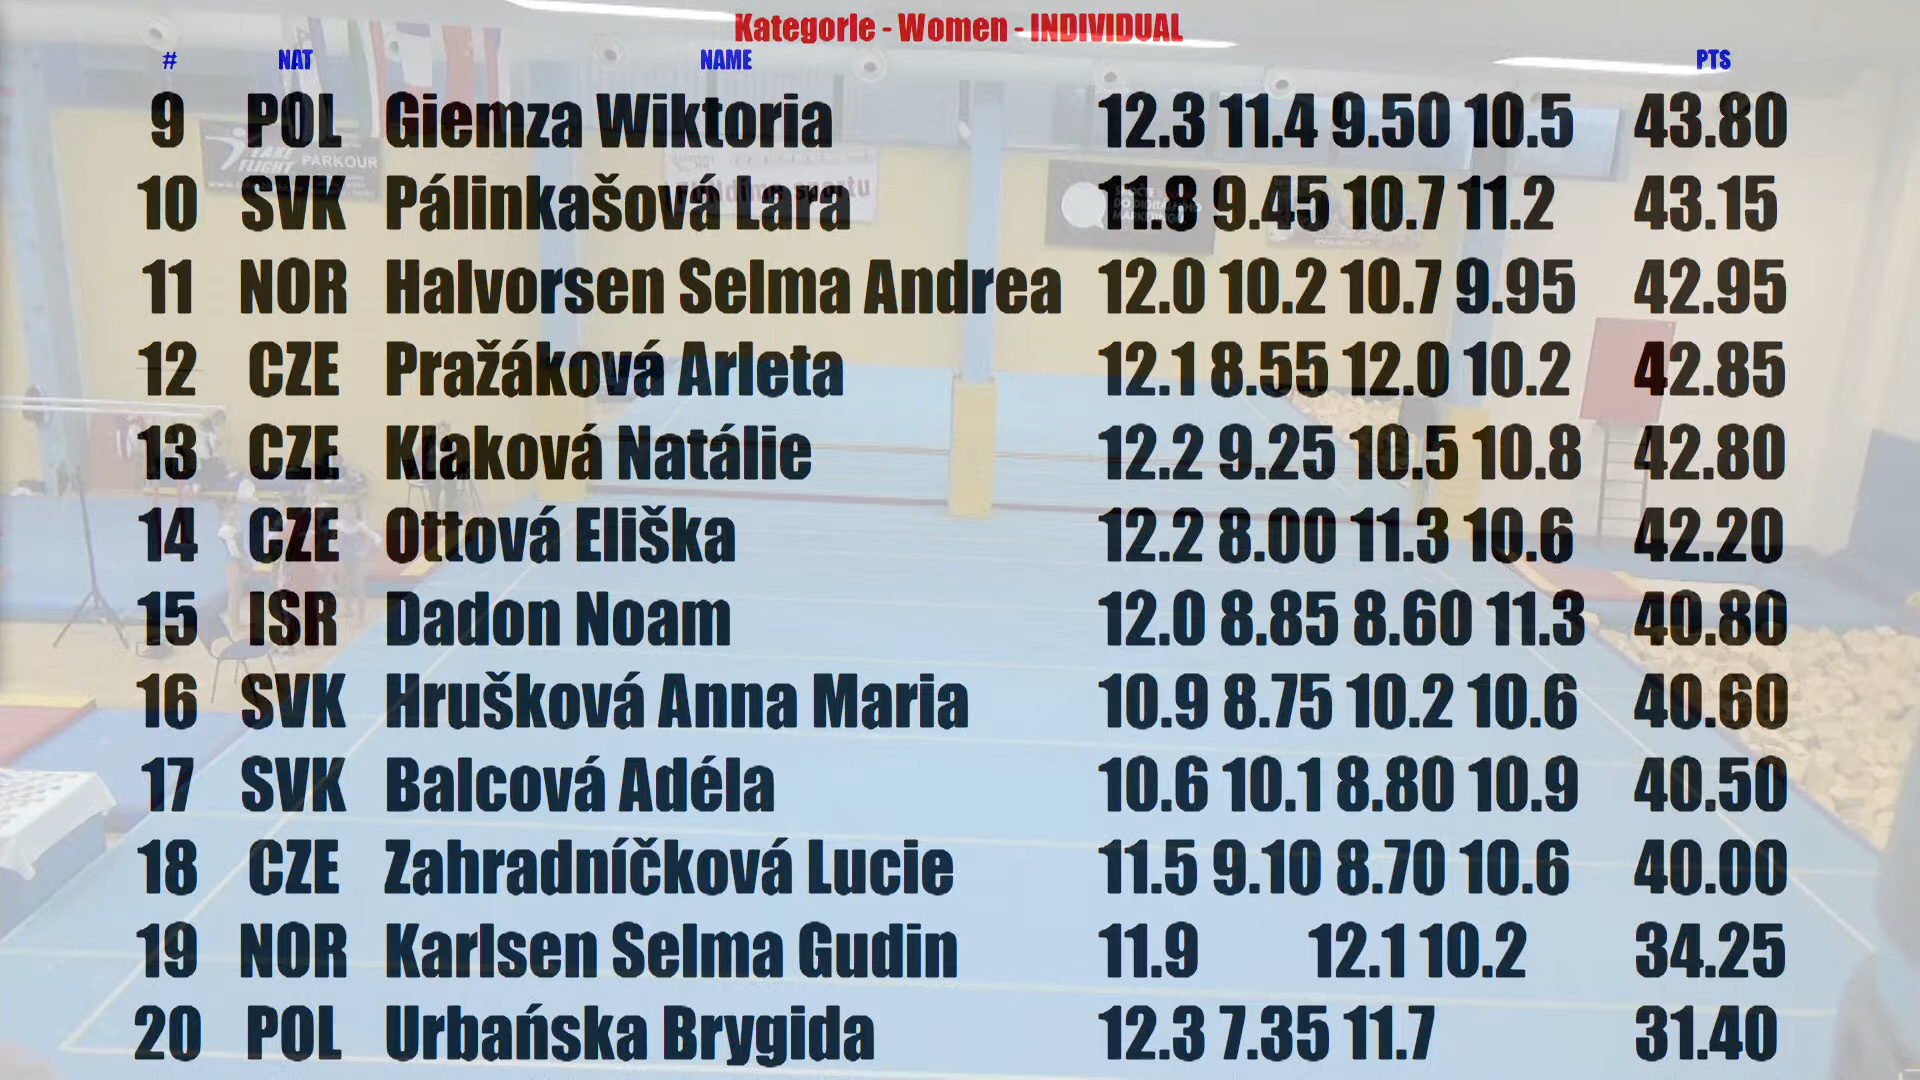 Kategorie - Women - INDIVIDUAL
# NAT NAME PTS
9 POL Giemza Wiktoria 12.3 11.4 9.50 10.5 43.80
10 SVK Pálinkašová Lara 11.8 9.45 10.7 11.2 43.15
11 NOR Halvorsen Selma Andrea 12.0 10.2 10.7 9.95 42.95
12 CZE Pražáková Arleta 12.1 8.55 12.0 10.2 42.85
13 CZE Klaková Natálie 12.2 9.25 10.5 10.8 42.80
14 CZE Ottová Eliška 12.2 8.00 11.3 10.6 42.20
15 ISR Dadon Noam 12.0 8.85 8.60 11.3 40.80
16 SVK Hrušková Anna Maria 10.9 8.75 10.2 10.6 40.60
17 SVK Balcová Adéla 10.6 10.1 8.80 10.9 40.50
18 CZE Zahradníčková Lucie 11.5 9.10 8.70 10.6 40.00
19 NOR Karlsen Selma Gudin 11.9 12.1 10.2 34.25
20 POL Urbańska Brygida 12.3 7.35 11.7 31.40
TAKE
FLIGHT PARKOUR